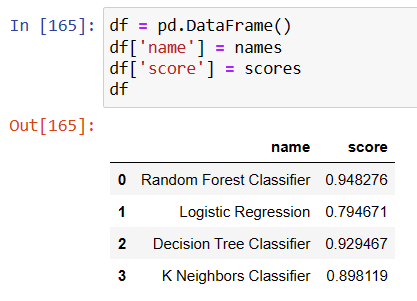 In [165]: df = pd.DataFrame()
df['name'] = names
df['score'] = scores
df
Out[165]:
name score
0 Random Forest Classifier 0.948276
1 Logistic Regression 0.794671
2 Decision Tree Classifier 0.929467
3 K Neighbors Classifier 0.898119